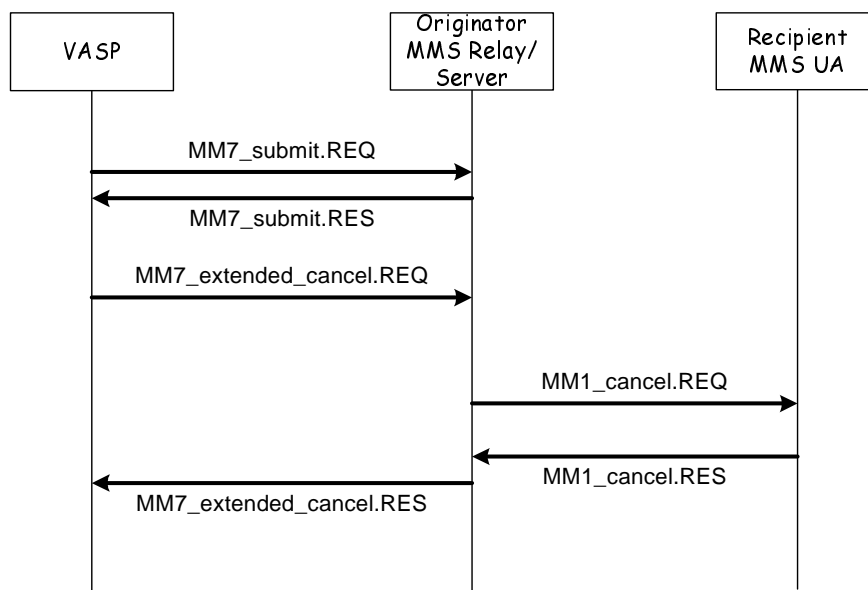 VASP
Originator
MMS Relay/
Server
Recipient
MMS UA
MM7_submit.REQ
MM7_submit.RES
MM7_extended_cancel.REQ
MM1_cancel.REQ
MM1_cancel.RES
MM7_extended_cancel.RES